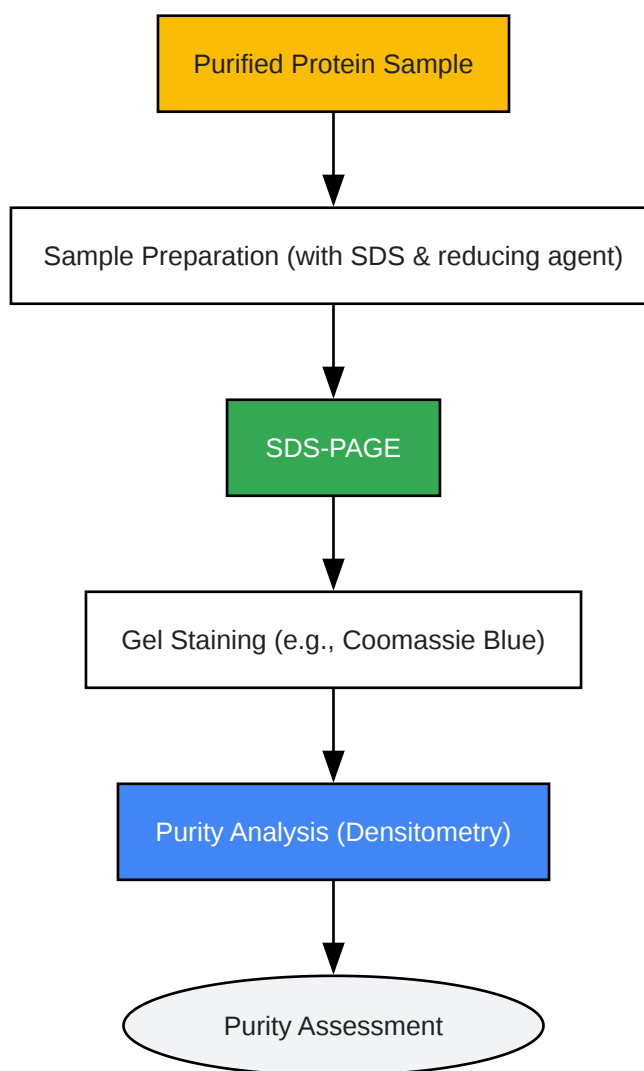 Purified Protein Sample
Sample Preparation (with SDS & reducing agent)
SDS-PAGE
Gel Staining (e.g., Coomassie Blue)
Purity Analysis (Densitometry)
Purity Assessment